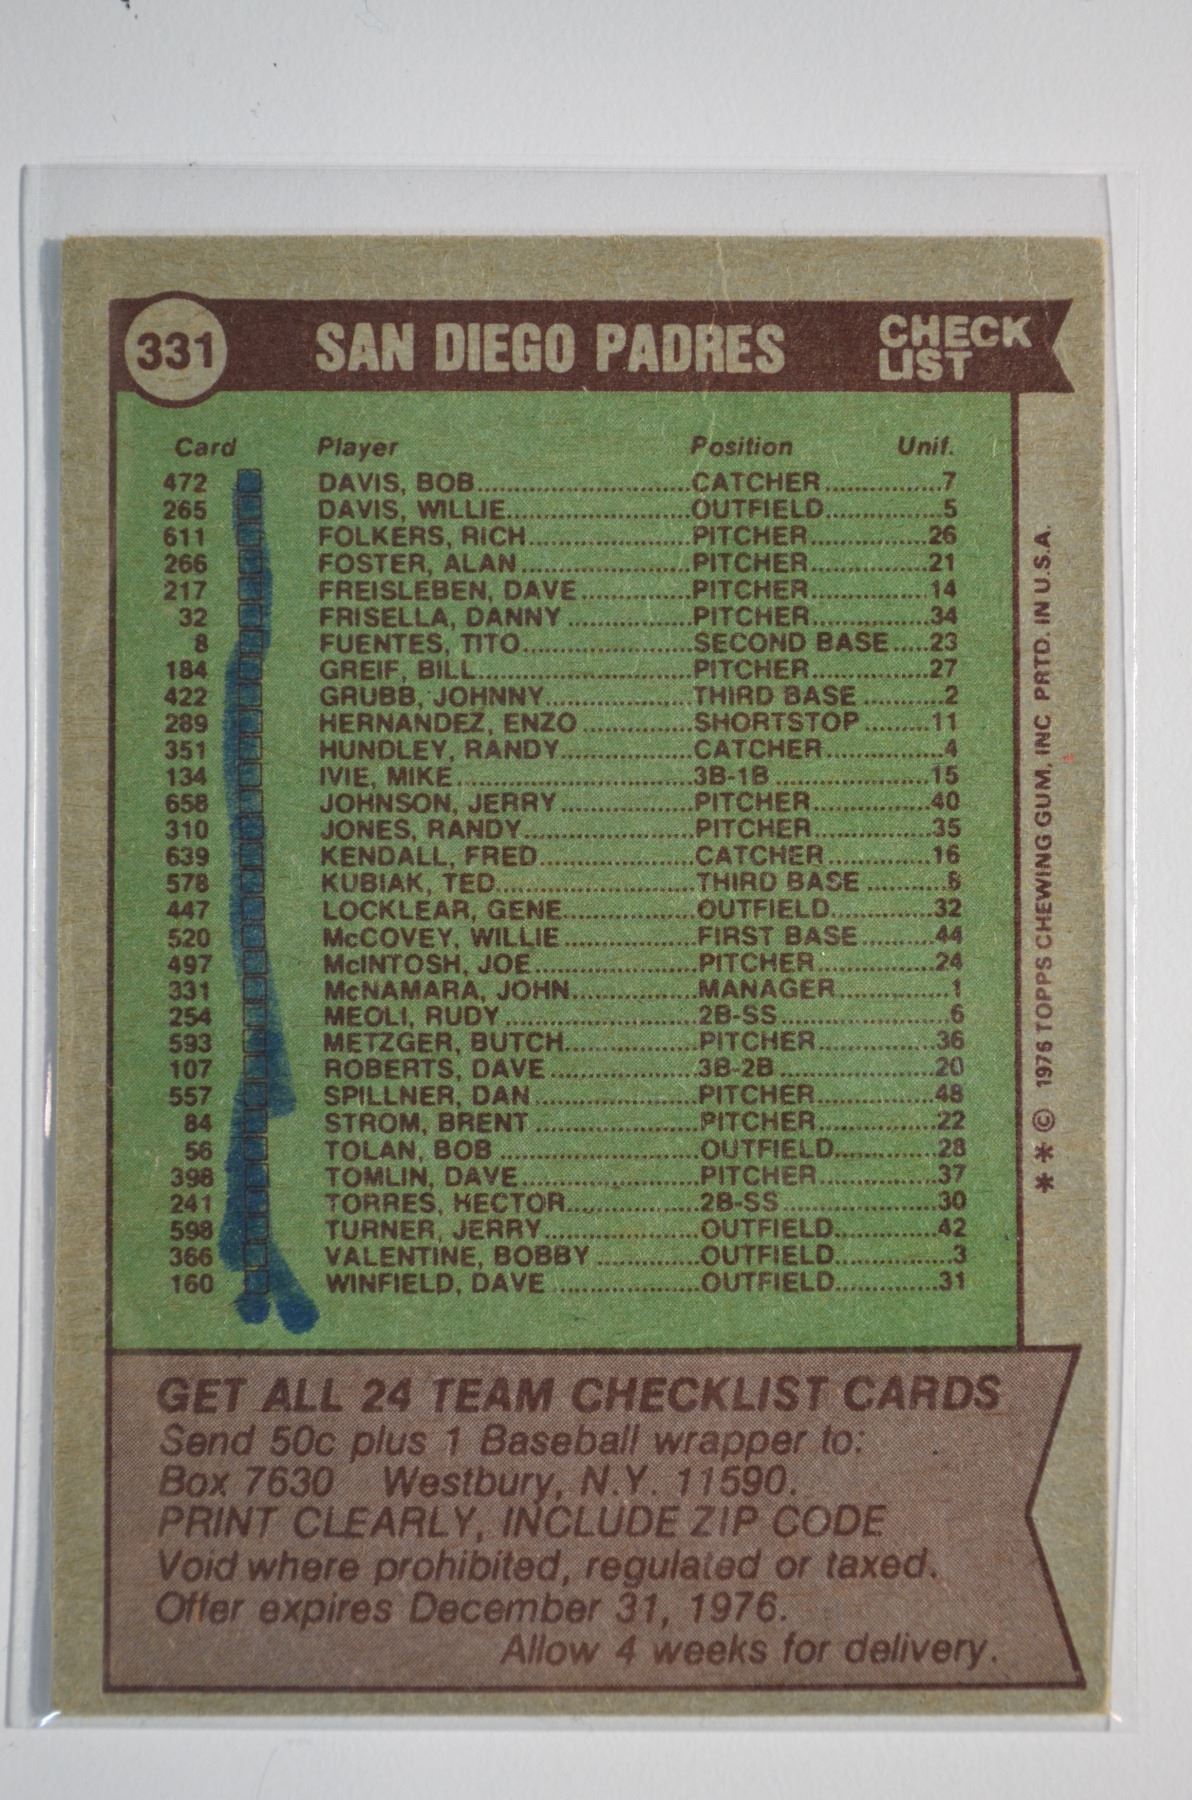 331 SAN DIEGO PADRES CHECK LIST
Card Player Position Unif.
472 DAVIS, BOB..........CATCHER..........7
265 DAVIS, WILLIE..........OUTFIELD..........5
611 FOLKERS, RICH..........PITCHER..........26
266 FOSTER, ALAN..........PITCHER..........21
217 FREISLEBEN, DAVE..........PITCHER..........14
32 FRISELLA, DANNY..........PITCHER..........34
8 FUENTES, TITO..........SECOND BASE.....23
184 GREIF, BILL..........PITCHER..........27
422 GRUBB, JOHNNY..........THIRD BASE..........2
289 HERNANDEZ, ENZO..........SHORTSTOP..........11
351 HUNDLEY, RANDY..........CATCHER..........4
134 IVIE, MIKE..........3B-1B..........15
658 JOHNSON, JERRY..........PITCHER..........40
310 JONES, RANDY..........PITCHER..........35
639 KENDALL, FRED..........CATCHER..........16
578 KUBIAK, TED..........THIRD BASE..........
447 LOCKLEAR, GENE..........OUTFIELD..........32
520 McCOVEY, WILLIE..........FIRST BASE..........44
497 McINTOSH, JOE..........PITCHER..........24
331 McNAMARA, JOHN..........MANAGER..........1
254 MEOLI, RUDY..........2B-SS..........6
593 METZGER, BUTCH..........PITCHER..........36
107 ROBERTS, DAVE..........3B-2B..........20
557 SPILLNER, DAN..........PITCHER..........48
84 STROM, BRENT..........PITCHER..........22
56 TOLAN, BOB..........OUTFIELD..........28
398 TOMLIN, DAVE..........PITCHER..........37
241 TORRES, HECTOR..........2B-SS..........30
598 TURNER, JERRY..........OUTFIELD..........42
366 VALENTINE, BOBBY..........OUTFIELD..........3
160 WINFIELD, DAVE..........OUTFIELD..........31
** © 1976 TOPPS CHEWING GUM, INC PRTD. IN U.S.A.
GET ALL 24 TEAM CHECKLIST CARDS
Send 50c plus 1 Baseball wrapper to:
Box 7630 Westbury, N.Y. 11590.
PRINT CLEARLY, INCLUDE ZIP CODE
Void where prohibited, regulated or taxed.
Offer expires December 31, 1976.
Allow 4 weeks for delivery.